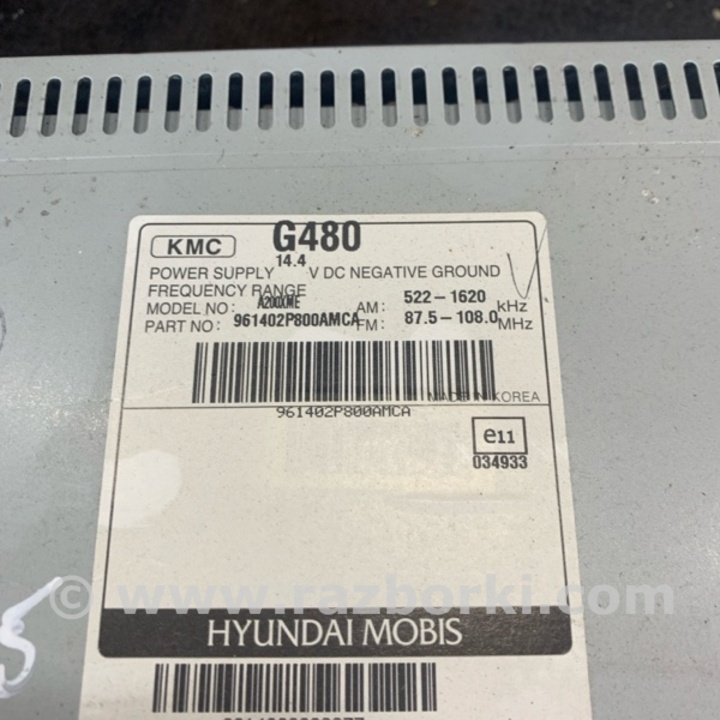 KMC G480
14.4
POWER SUPPLY V DC NEGATIVE GROUND
FREQUENCY RANGE
MODEL NO: A200XME AM: 522-1620 kHz
PART NO: 961402P800AMCA FM: 87.5-108.0 MHz
MADE IN KOREA
961402P800AMCA
e11
034933
© www.razborki.com
HYUNDAI MOBIS